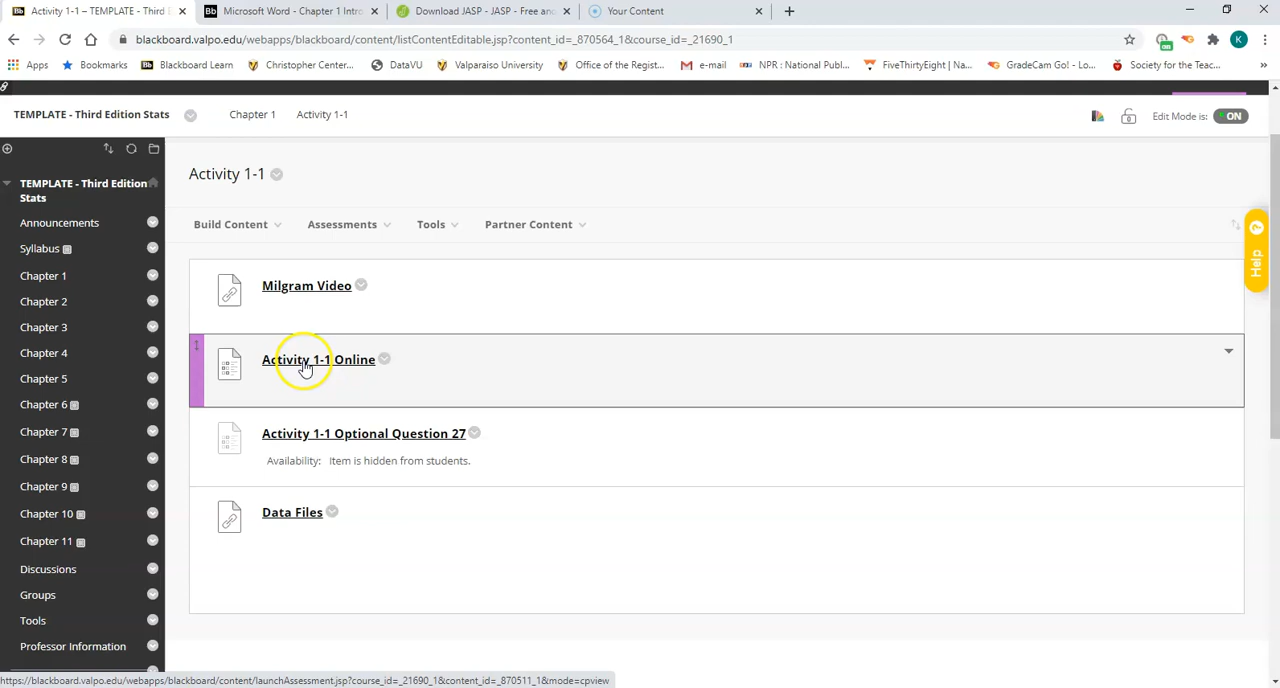 Activity 1-1 – TEMPLATE - Third E
Microsoft Word - Chapter 1 Intro
Download JASP - JASP - Free and
Your Content
blackboard.valpo.edu/webapps/blackboard/content/listContentEditable.jsp?content_id=_870564_1&course_id=_21690_1
K
Apps Bookmarks Blackboard Learn Christopher Center... DataVU Valparaiso University Office of the Regist... e-mail NPR : National Publ... FiveThirtyEight | Na... GradeCam Go! - Lo... Society for the Teac... »
TEMPLATE - Third Edition Stats Chapter 1 Activity 1-1 Edit Mode is: ON
TEMPLATE - Third Edition
Stats
Announcements
Syllabus
Chapter 1
Chapter 2
Chapter 3
Chapter 4
Chapter 5
Chapter 6
Chapter 7
Chapter 8
Chapter 9
Chapter 10
Chapter 11
Discussions
Groups
Tools
Professor Information
Activity 1-1
Build Content Assessments Tools Partner Content
Milgram Video
Activity 1-1 Online
Activity 1-1 Optional Question 27
Availability: Item is hidden from students.
Data Files
Help ?
https://blackboard.valpo.edu/webapps/blackboard/content/launchAssessment.jsp?course_id=_21690_1&content_id=_870511_1&mode=cpview